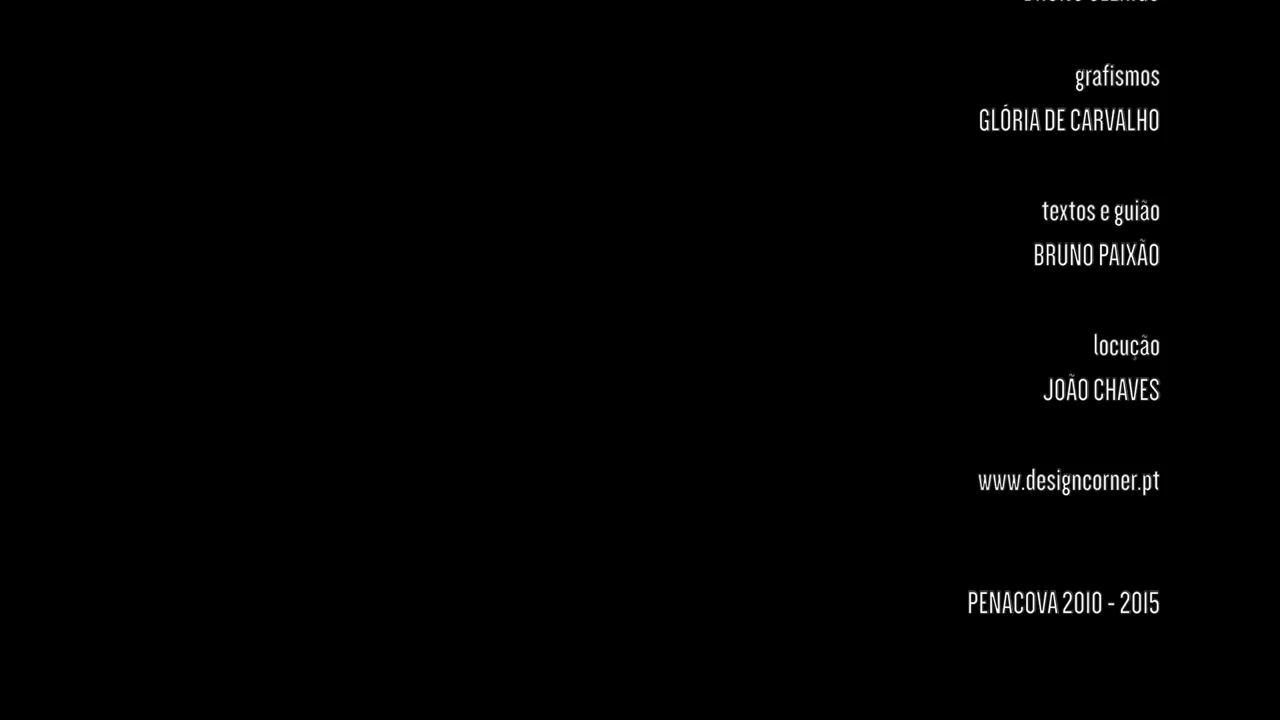 grafismos
GLÓRIA DE CARVALHO
textos e guião
BRUNO PAIXÃO
locução
JOÃO CHAVES
www.designcorner.pt
PENACOVA 2010 - 2015